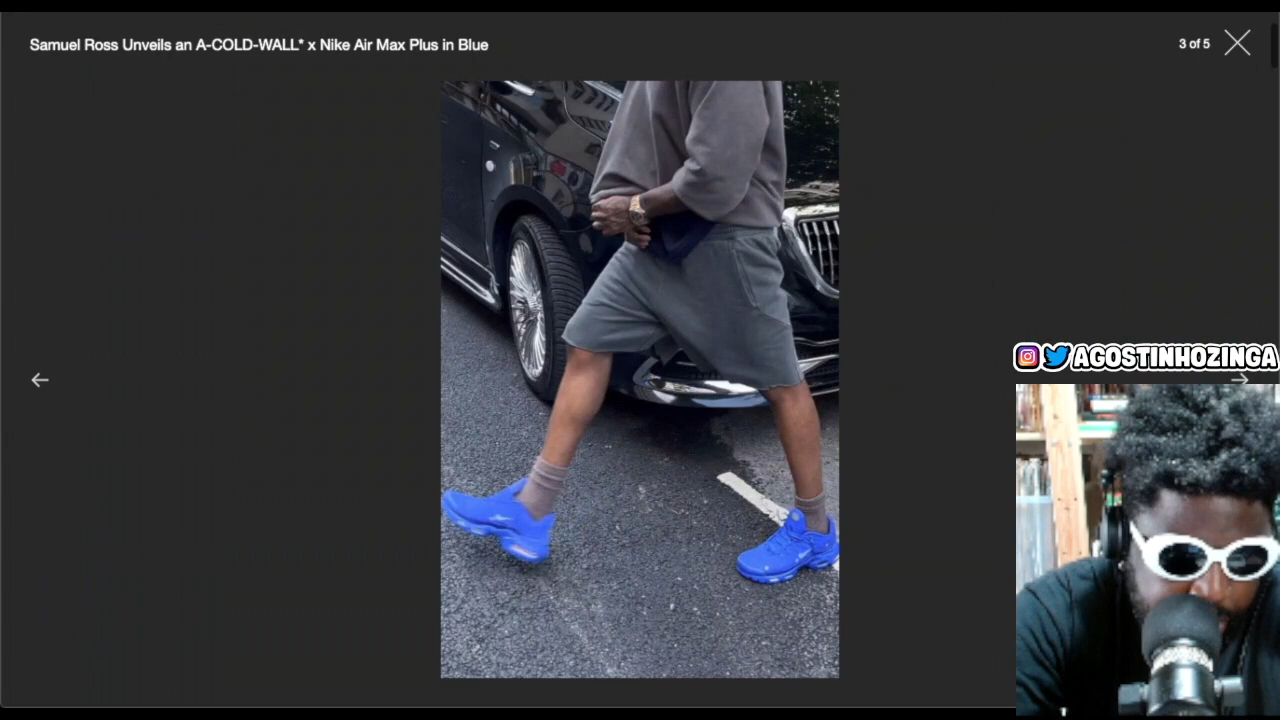 Samuel Ross Unveils an A-COLD-WALL* x Nike Air Max Plus in Blue
3 of 5
AGOSTINHOZINGA